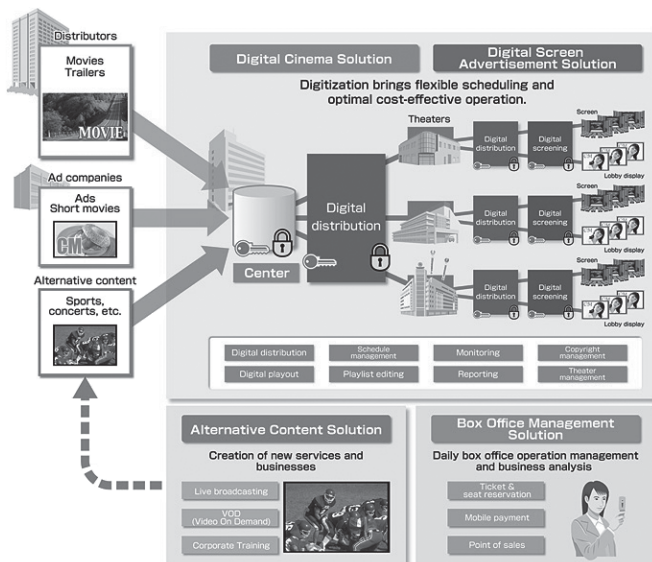 Distributors
Movies
Trailers
MOVIE
Ad companies
Ads
Short movies
CM
Alternative content
Sports,
concerts, etc.
Digital Cinema Solution
Digital Screen
Advertisement Solution
Digitization brings flexible scheduling and
optimal cost-effective operation.
Center
Digital
distribution
Theaters
Digital
distribution
Digital
screening
Screen
Lobby display
Digital
distribution
Digital
screening
Screen
Lobby display
Digital
distribution
Digital
screening
Screen
Lobby display
Digital distribution
Schedule
management
Monitoring
Copyright
management
Digital playout
Playlist editing
Reporting
Theater
management
Alternative Content Solution
Creation of new services and
businesses
Live broadcasting
VOD
(Video On Demand)
Corporate Training
Box Office Management
Solution
Daily box office operation management
and business analysis
Ticket &
seat reservation
Mobile payment
Point of sales